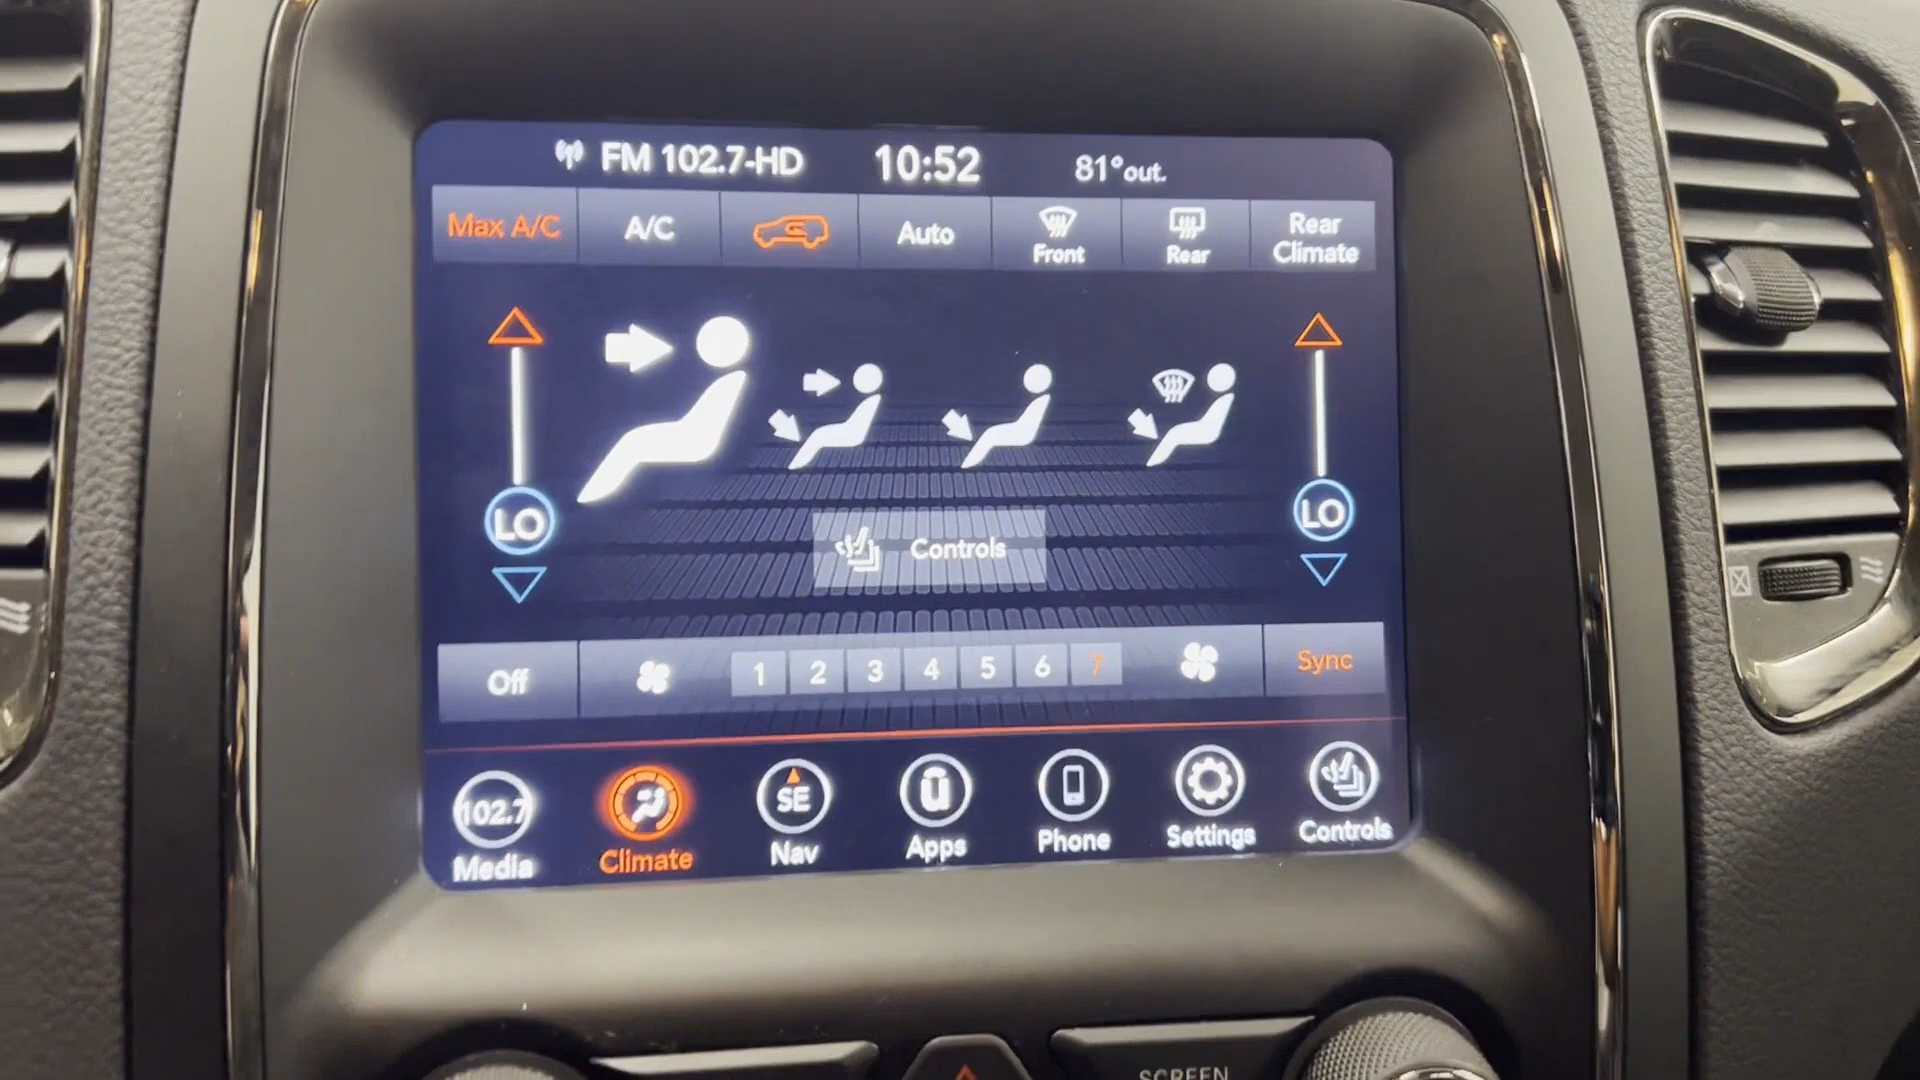 FM 102.7-HD 10:52 81°out.
Max A/C A/C Auto Front Rear Rear Climate
LO LO
Controls
Off 1 2 3 4 5 6 7 Sync
102.7 SE
Media Climate Nav Apps Phone Settings Controls
SCREEN